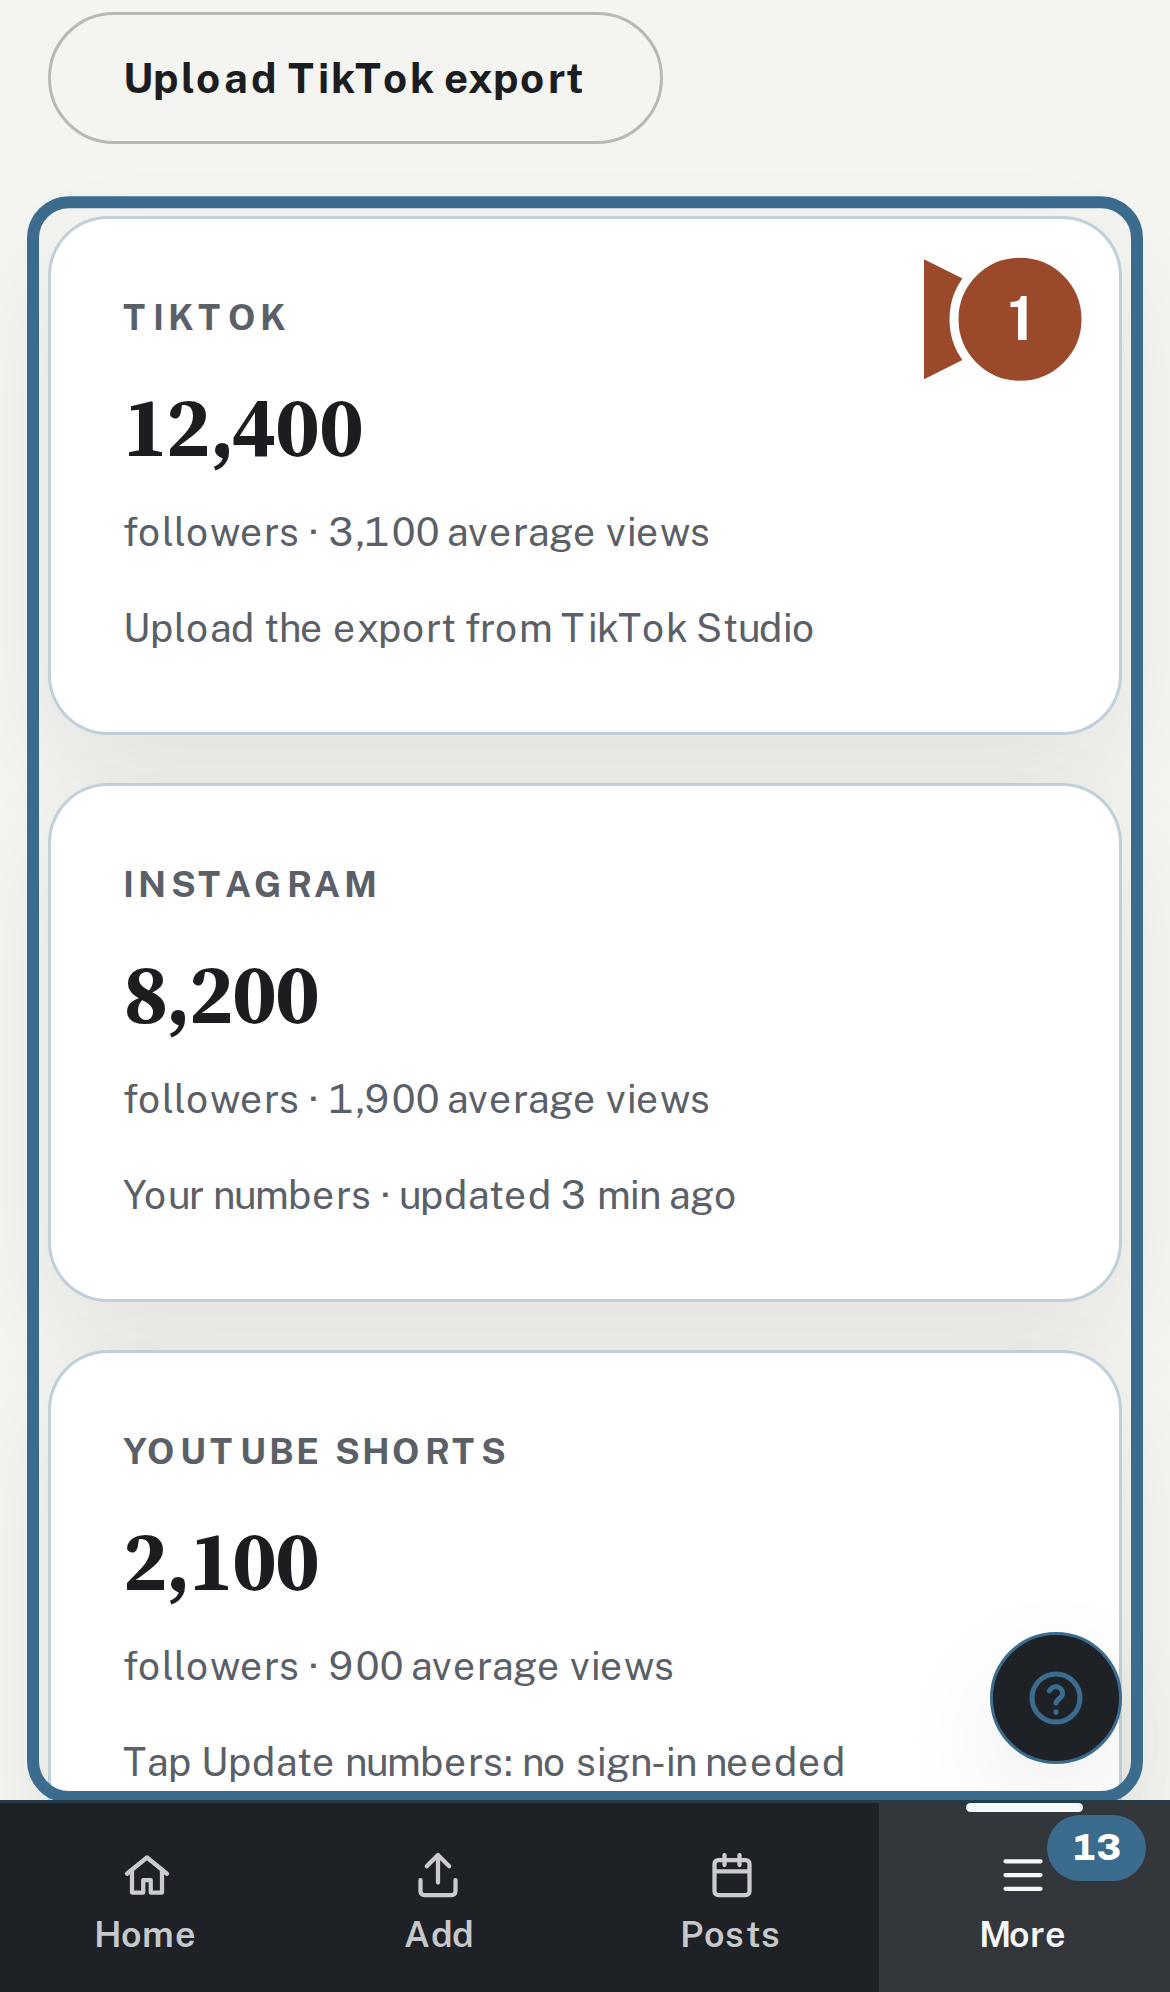 Upload TikTok export
TIKTOK
1
12,400
followers · 3,100 average views
Upload the export from TikTok Studio
INSTAGRAM
8,200
followers · 1,900 average views
Your numbers · updated 3 min ago
YOUTUBE SHORTS
2,100
followers · 900 average views
?
Tap Update numbers: no sign-in needed
13
Home
Add
Posts
More